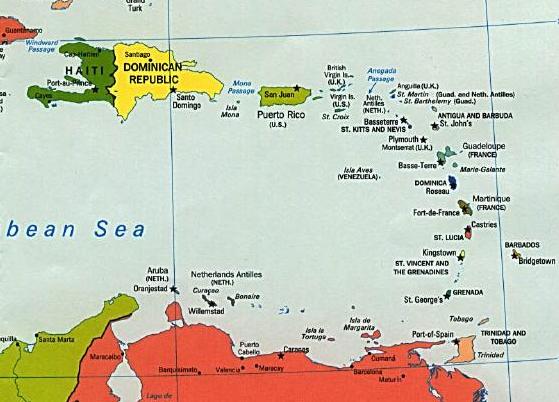 Grand
Turk
Guantanamo
Windward
Passage
Cap-Haïtien
HAITI
Port-au-Prince
Cayes
Santiago
DOMINICAN
REPUBLIC
Santo
Domingo
Mona
Passage
Isla
Mona
San Juan
Puerto Rico
(U.S.)
British
Virgin Is.
(U.K.)
Virgin Is.
(U.S.)
St. Croix
Anegada
Passage
Anguilla (U.K.)
St. Martin (Guad. and Neth. Antilles)
St. Barthelemy (Guad.)
Neth.
Antilles
(NETH.)
Basseterre
ST. KITTS AND NEVIS
ANTIGUA AND BARBUDA
St. John's
Plymouth
Montserrat (U.K.)
Guadeloupe
(FRANCE)
Basse-Terre
Marie-Galante
Isla Aves
(VENEZUELA)
DOMINICA
Roseau
Martinique
(FRANCE)
Fort-de-France
Castries
ST. LUCIA
bean Sea
BARBADOS
Bridgetown
Kingstown
ST. VINCENT AND
THE GRENADINES
St. George's
GRENADA
Aruba
(NETH.)
Oranjestad
Netherlands Antilles
(NETH.)
Curaçao
Bonaire
Willemstad
Isla la
Tortuga
Isla de
Margarita
Tobago
Port-of-Spain
TRINIDAD AND
TOBAGO
Trinidad
Santa Marta
Maracaibo
Puerto
Cabello
Caracas
Cumaná
Barquisimeto
Valencia
Maracay
Barcelona
Maturín
Lago de